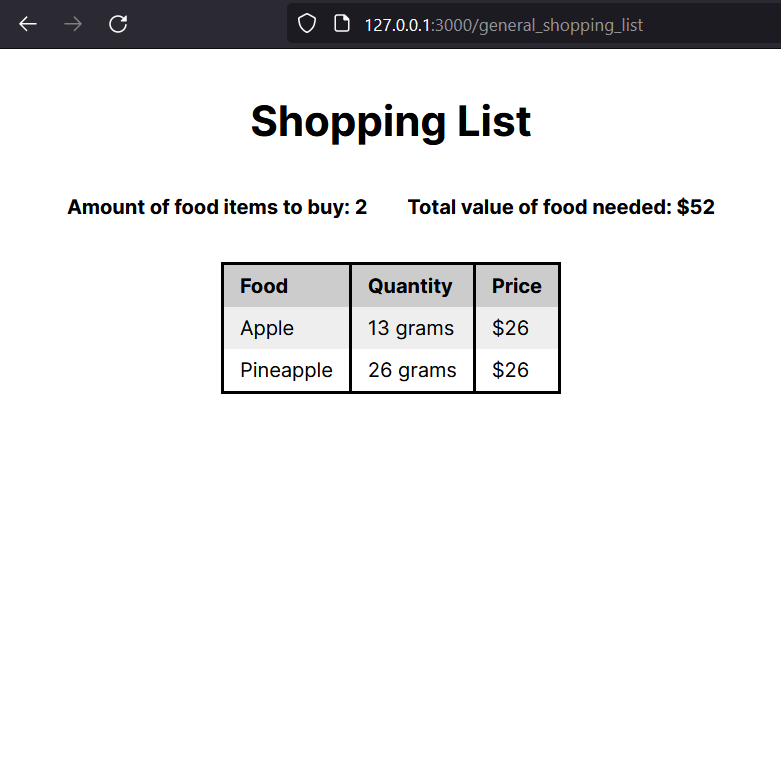 127.0.0.1:3000/general_shopping_list
Shopping List
Amount of food items to buy: 2 Total value of food needed: $52
Food Quantity Price
Apple 13 grams $26
Pineapple 26 grams $26